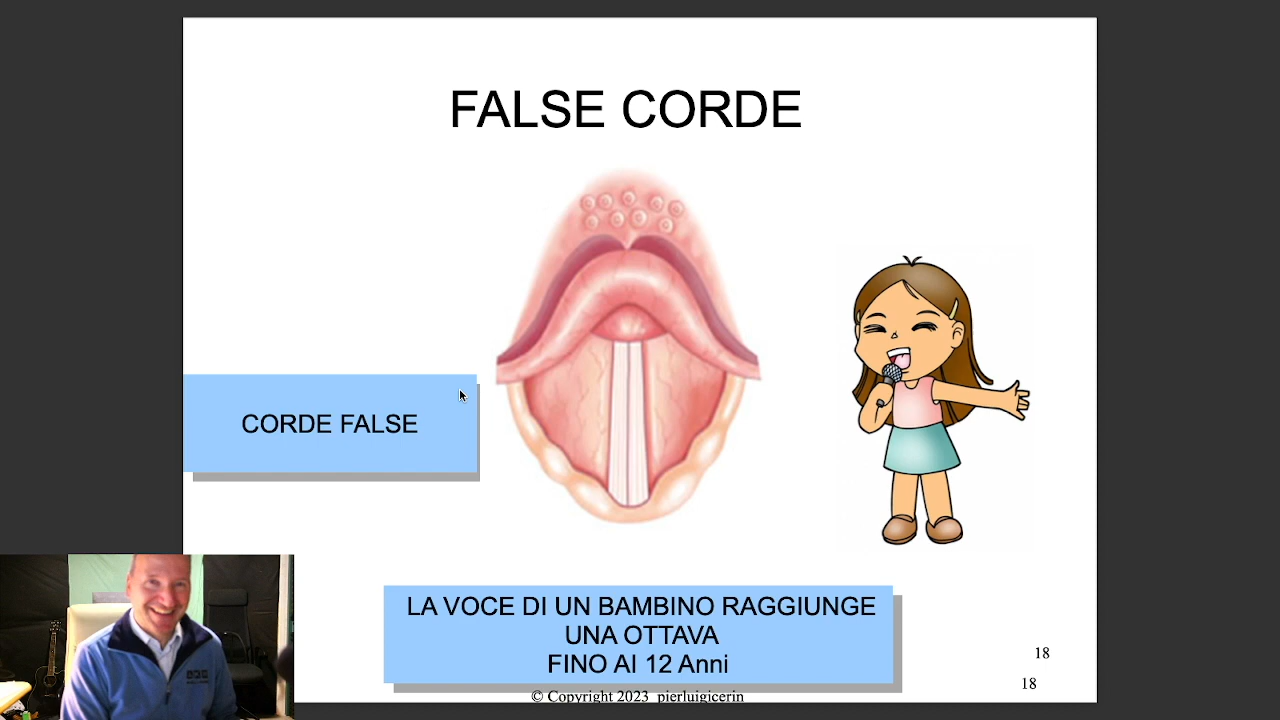 FALSE CORDE
CORDE FALSE
LA VOCE DI UN BAMBINO RAGGIUNGE
UNA OTTAVA
FINO AI 12 Anni
18
18
© Copyright 2023 pierluigicerin